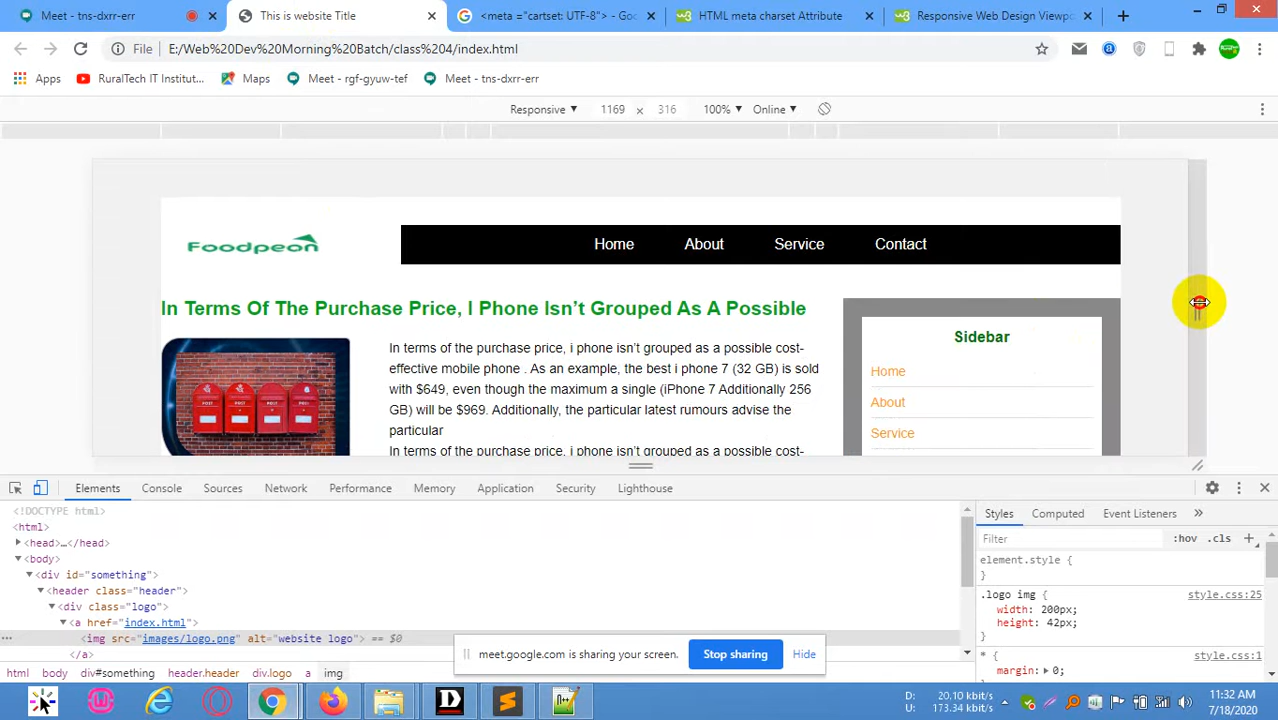 Meet - tns-dxrr-err
This is website Title
<meta ="cartset: UTF-8"> - Goo
HTML meta charset Attribute
Responsive Web Design Viewpo
File | E:/Web%20Dev%20Morning%20Batch/class%204/index.html
Apps
RuralTech IT Institut...
Maps
Meet - rgf-gyuw-tef
Meet - tns-dxrr-err
Responsive ▼ 1169 x 316 100% ▼ Online ▼
Foodpeon
Home About Service Contact
In Terms Of The Purchase Price, I Phone Isn’t Grouped As A Possible
In terms of the purchase price, i phone isn’t grouped as a possible cost-
effective mobile phone . As an example, the best i phone 7 (32 GB) is sold
with $649, even though the maximum a single (iPhone 7 Additionally 256
GB) will be $969. Additionally, the particular latest rumours advise the
particular
In terms of the purchase price, i phone isn’t grouped as a possible cost-
Sidebar
Home
About
Service
Elements Console Sources Network Performance Memory Application Security Lighthouse
<!DOCTYPE html>
<html>
<head>…</head>
<body>
<div id="something">
<header class="header">
<div class="logo">
<a href="index.html">
<img src="images/logo.png" alt="website logo"> == $0
</a>
html body div#something header.header div.logo a img
Styles Computed Event Listeners »
Filter :hov .cls +
element.style {
}
.logo img { style.css:25
width: 200px;
height: 42px;
}
* { style.css:1
margin: 0;
meet.google.com is sharing your screen. Stop sharing Hide
D: 20.10 kbit/s
U: 173.34 kbit/s
11:32 AM
7/18/2020